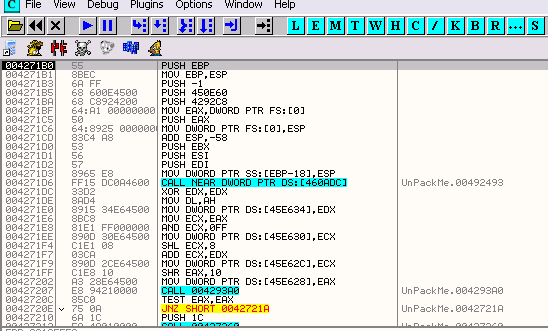 C File View Debug Plugins Options Window Help
L E M T W H C / K B R ... S
004271B0 55 PUSH EBP
004271B1 8BEC MOV EBP,ESP
004271B3 6A FF PUSH -1
004271B5 68 600E4500 PUSH 450E60
004271BA 68 C8924200 PUSH 4292C8
004271BF 64:A1 00000000 MOV EAX,DWORD PTR FS:[0]
004271C5 50 PUSH EAX
004271C6 64:8925 0000000 MOV DWORD PTR FS:[0],ESP
004271CD 83C4 A8 ADD ESP,-58
004271D0 53 PUSH EBX
004271D1 56 PUSH ESI
004271D2 57 PUSH EDI
004271D3 8965 E8 MOV DWORD PTR SS:[EBP-18],ESP
004271D6 FF15 DC0A4600 CALL NEAR DWORD PTR DS:[460ADC] UnPackMe.00492493
004271DC 33D2 XOR EDX,EDX
004271DE 8AD4 MOV DL,AH
004271E0 8915 34E64500 MOV DWORD PTR DS:[45E634],EDX
004271E6 8BC8 MOV ECX,EAX
004271E8 81E1 FF000000 AND ECX,0FF
004271EE 890D 30E64500 MOV DWORD PTR DS:[45E630],ECX
004271F4 C1E1 08 SHL ECX,8
004271F7 03CA ADD ECX,EDX
004271F9 890D 2CE64500 MOV DWORD PTR DS:[45E62C],ECX
004271FF C1E8 10 SHR EAX,10
00427202 A3 28E64500 MOV DWORD PTR DS:[45E628],EAX
00427207 E8 94210000 CALL 004293A0 UnPackMe.004293A0
0042720C 85C0 TEST EAX,EAX
0042720E 75 0A JNZ SHORT 0042721A UnPackMe.0042721A
00427210 6A 1C PUSH 1C